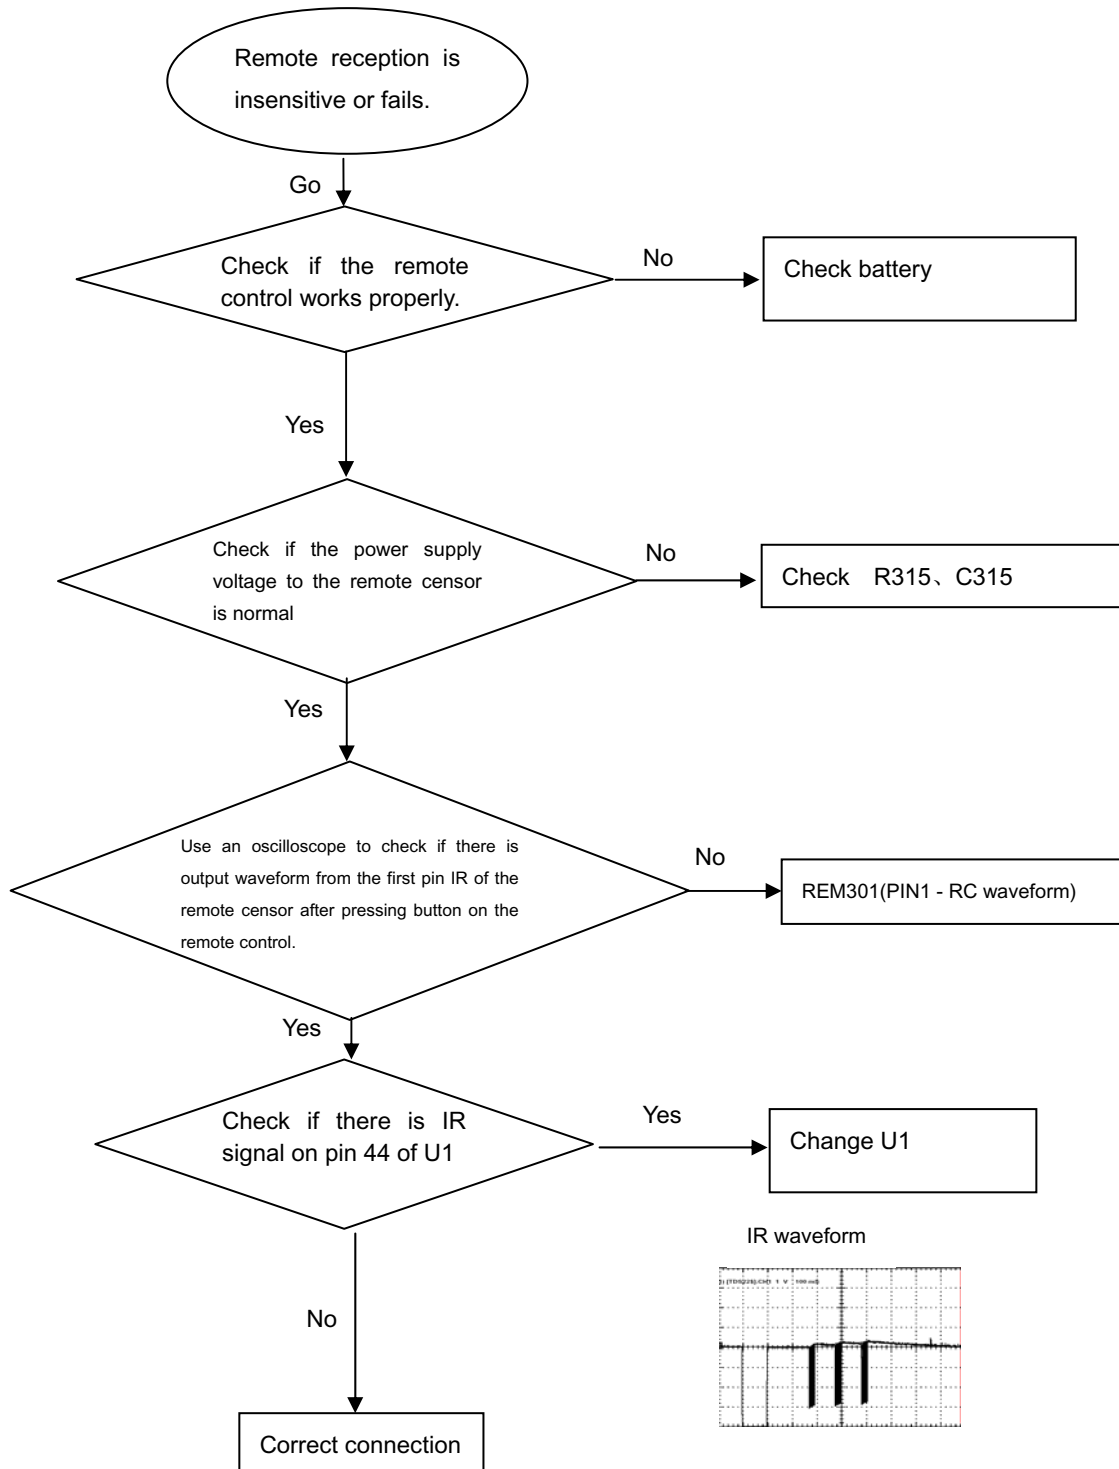 Remote reception is
insensitive or fails.
Go
Check if the remote
control works properly.
No
Check battery
Yes
Check if the power supply
voltage to the remote censor
is normal
No
Check R315、C315
Yes
Use an oscilloscope to check if there is
output waveform from the first pin IR of the
remote censor after pressing button on the
remote control.
No
REM301(PIN1 - RC waveform)
Yes
Check if there is IR
signal on pin 44 of U1
Yes
Change U1
IR waveform
No
Correct connection